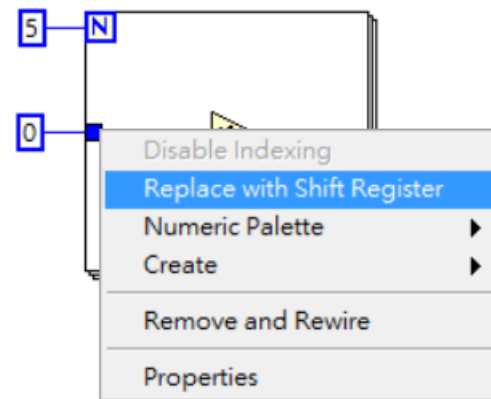 5
N
0
Disable Indexing
Replace with Shift Register
Numeric Palette
Create
Remove and Rewire
Properties